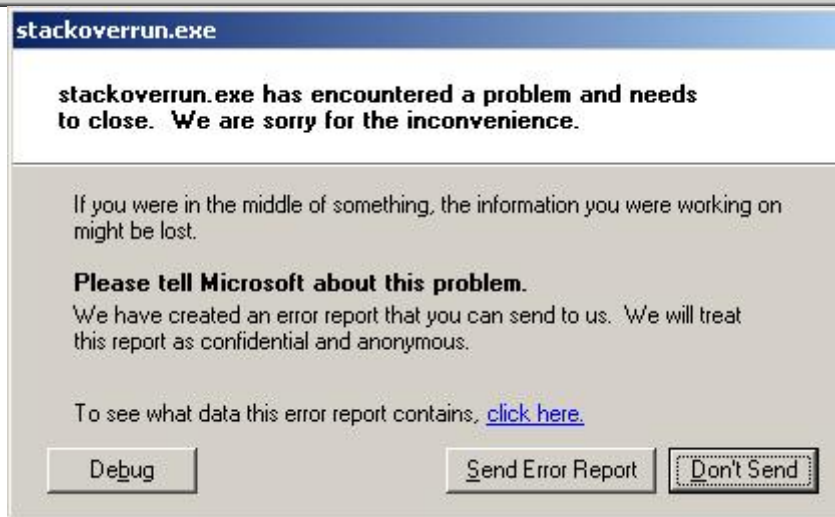 stackoverrun.exe
stackoverrun.exe has encountered a problem and needs
to close.  We are sorry for the inconvenience.
If you were in the middle of something, the information you were working on
might be lost.
Please tell Microsoft about this problem.
We have created an error report that you can send to us.  We will treat
this report as confidential and anonymous.
To see what data this error report contains, click here.
Debug
Send Error Report
Don't Send